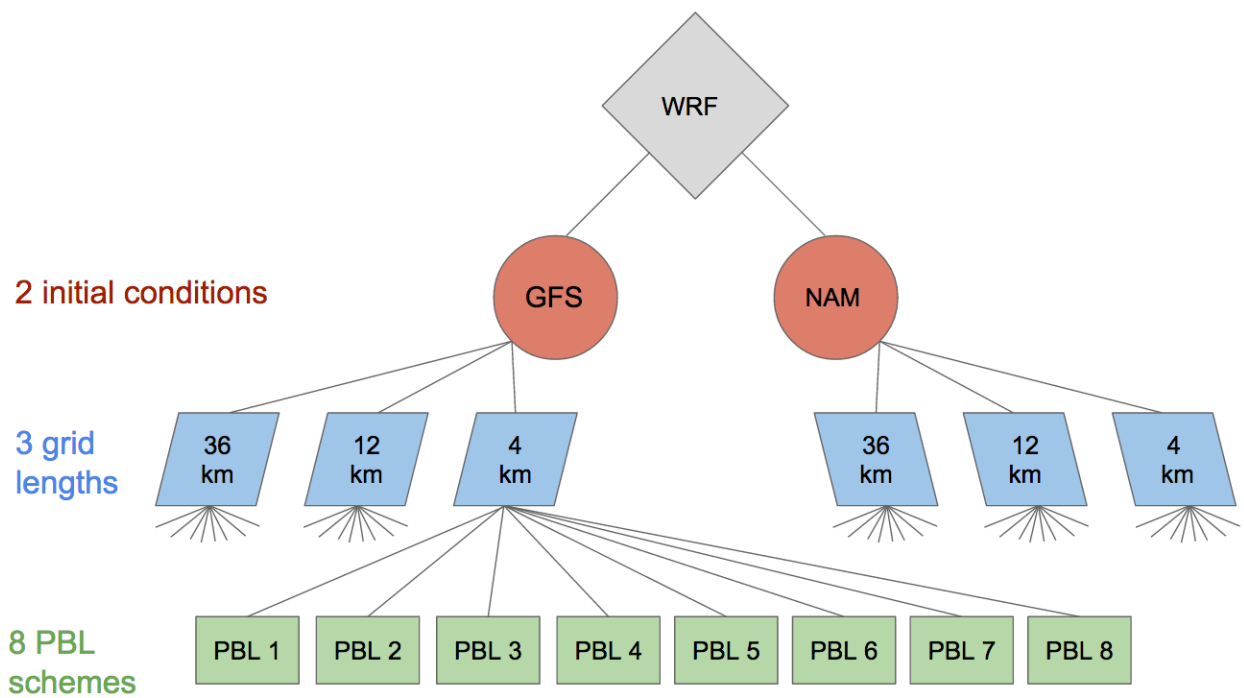 WRF
2 initial conditions
GFS
NAM
3 grid
lengths
36
km
12
km
4
km
36
km
12
km
4
km
8 PBL
schemes
PBL 1
PBL 2
PBL 3
PBL 4
PBL 5
PBL 6
PBL 7
PBL 8